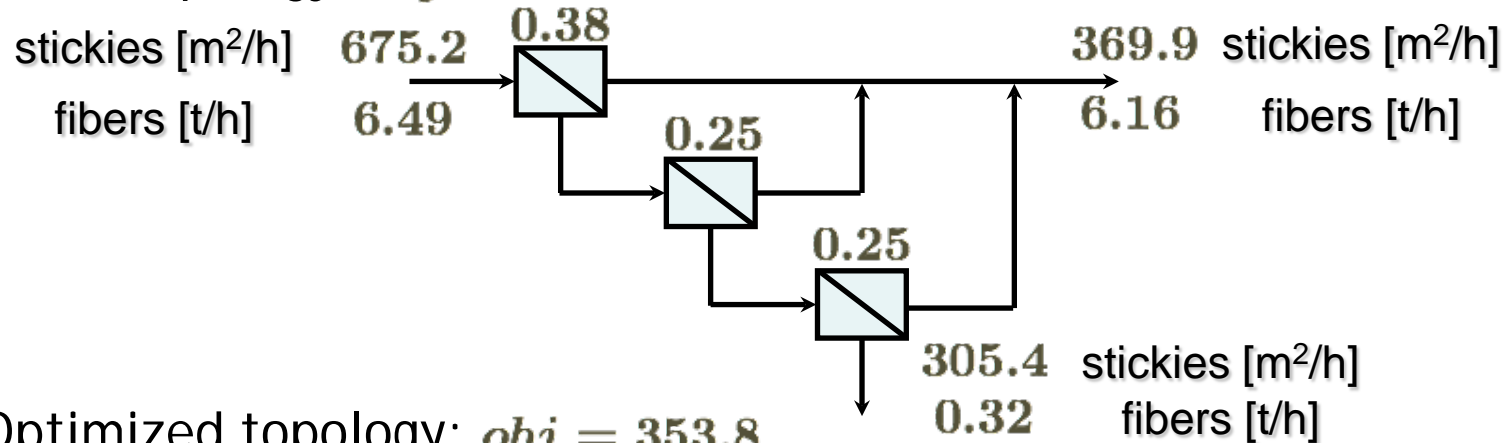 0.38
stickies [m²/h] 675.2
369.9 stickies [m²/h]
fibers [t/h] 6.49
6.16 fibers [t/h]
0.25
0.25
305.4 stickies [m²/h]
0.32 fibers [t/h]
Optimized topology: obj = 353.8